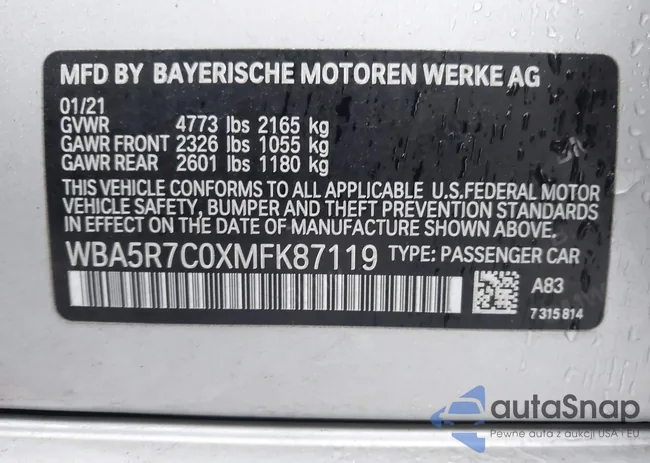 MFD BY BAYERISCHE MOTOREN WERKE AG
01/21
GVWR 4773 lbs 2165 kg
GAWR FRONT 2326 lbs 1055 kg
GAWR REAR 2601 lbs 1180 kg
THIS VEHICLE CONFORMS TO ALL APPLICABLE U.S.FEDERAL MOTOR
VEHICLE SAFETY, BUMPER AND THEFT PREVENTION STANDARDS
IN EFFECT ON THE DATE OF MANUFACTURE SHOWN ABOVE.
WBA5R7C0XMFK87119 TYPE: PASSENGER CAR
A83
7 315 814
autaSnap
Pewne auta z aukcji USA i EU